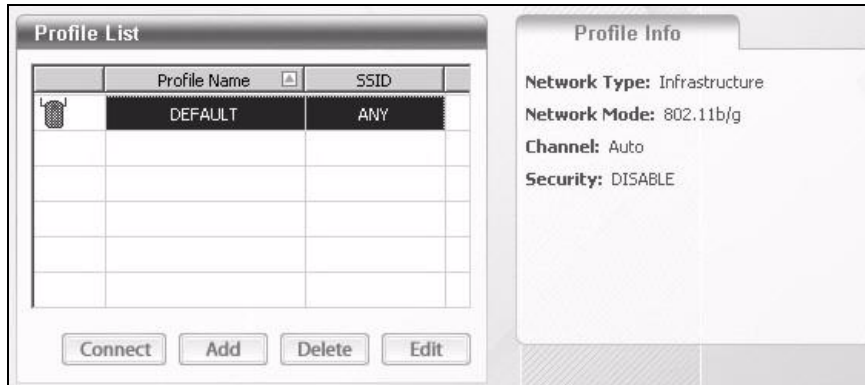 Profile List
Profile Name SSID
DEFAULT ANY
Connect Add Delete Edit
Profile Info
Network Type: Infrastructure
Network Mode: 802.11b/g
Channel: Auto
Security: DISABLE